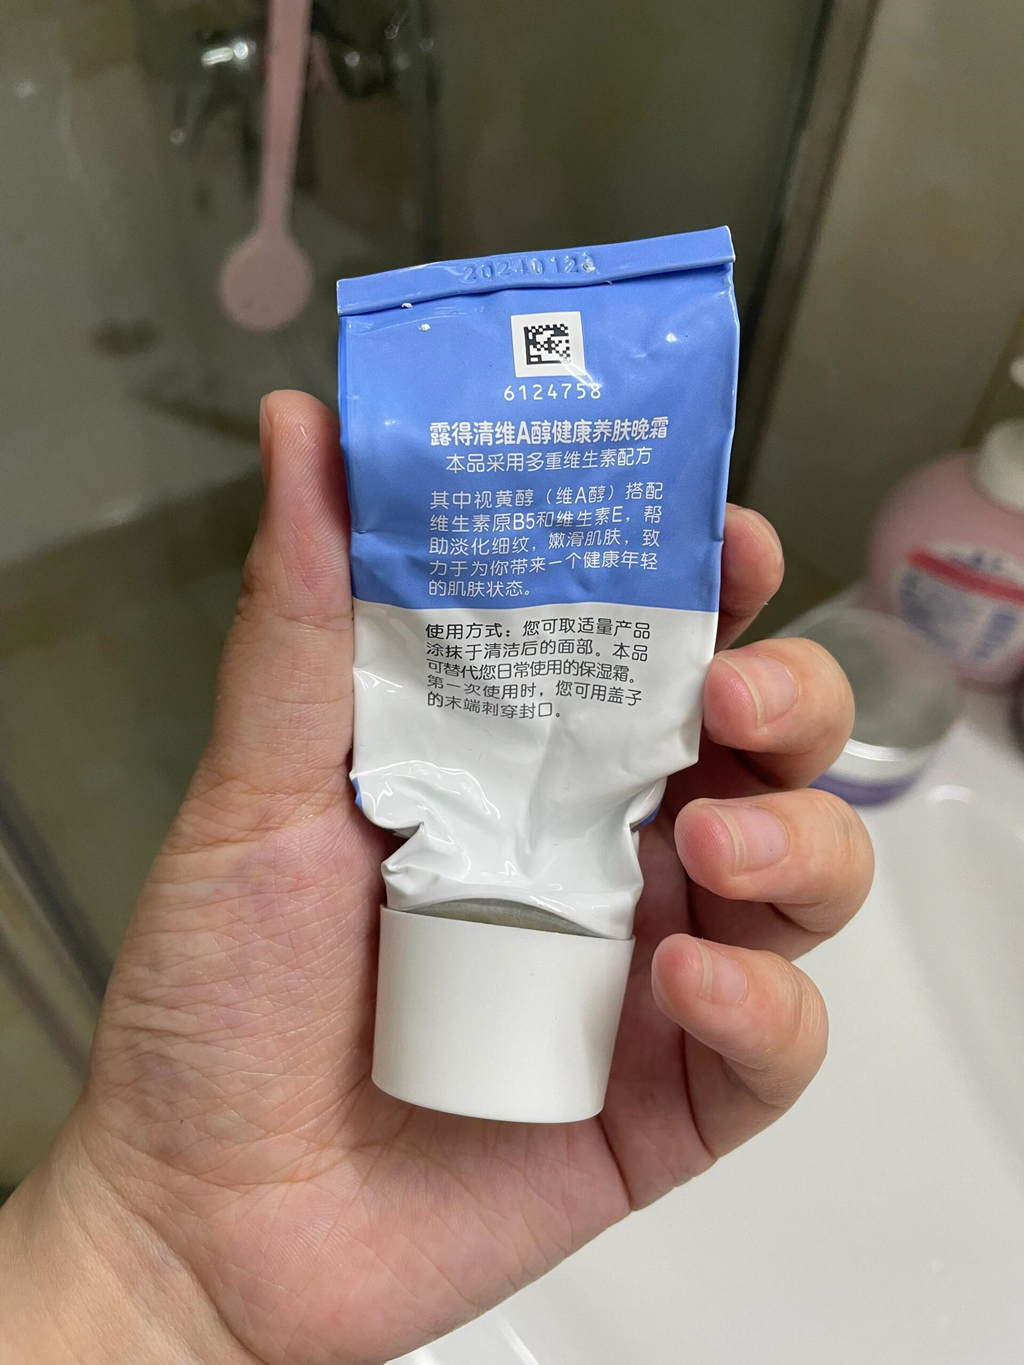 20240126
6124758
露得清维A醇健康养肤晚霜
本品采用多重维生素配方
其中视黄醇（维A醇）搭配
维生素原B5和维生素E，帮
助淡化细纹，嫩滑肌肤，致
力于为你带来一个健康年轻
的肌肤状态。
使用方式：您可取适量产品
涂抹于清洁后的面部。本品
可替代您日常使用的保湿霜。
第一次使用时，您可用盖子
的末端刺穿封口。